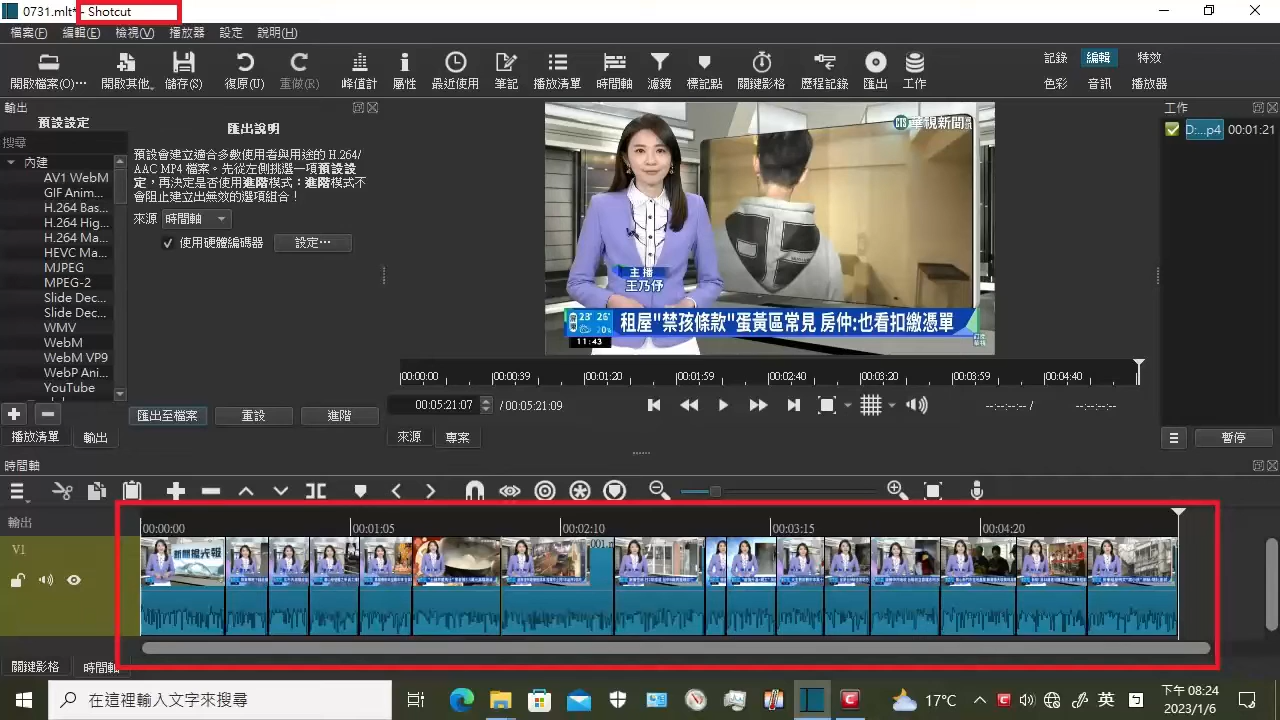 0731.mlt* - Shotcut
檔案(F) 編輯(E) 檢視(V) 播放器 設定 說明(H)
開啟檔案(O)… 開啟其他. 儲存(S) 復原(U) 重做(R) 峰值計 屬性 最近使用 筆記 播放清單 時間軸 濾鏡 標記點 關鍵影格 歷程記錄 匯出 工作
記錄 編輯 特效
色彩 音訊 播放器
輸出
預設設定
搜尋
內建
AV1 WebM
GIF Anim...
H.264 Bas...
H.264 Hig...
H.264 Ma...
HEVC Ma...
MJPEG
MPEG-2
Slide Dec...
Slide Dec...
WMV
WebM
WebM VP9
WebP Ani...
YouTube
播放清單 輸出
匯出說明
預設會建立適合多數使用者與用途的 H.264/
AAC MP4 檔案。先從左側挑選一項預設設
定，再決定是否使用進階模式：進階模式不
會阻止建立出無效的選項組合！
來源 時間軸
使用硬體編碼器 設定…
匯出至檔案 重設 進階
CTS 華視新聞
主播
王乃伃
28° 26°
20%
11:43
租屋"禁孩條款"蛋黃區常見 房仲:也看扣繳憑單
00:00:00 00:00:39 00:01:20 00:01:59 00:02:40 00:03:20 00:03:59 00:04:40
00:05:21:07 / 00:05:21:09 --:--:--:-- / --:--:--:--
來源 專案
工作
D:...p4 00:01:21
暫停
時間軸
輸出
00:00:00 00:01:05 00:02:10 00:03:15 00:04:20
V1
關鍵影格 時間軸
在這裡輸入文字來搜尋
17°C 英
下午 08:24
2023/1/6